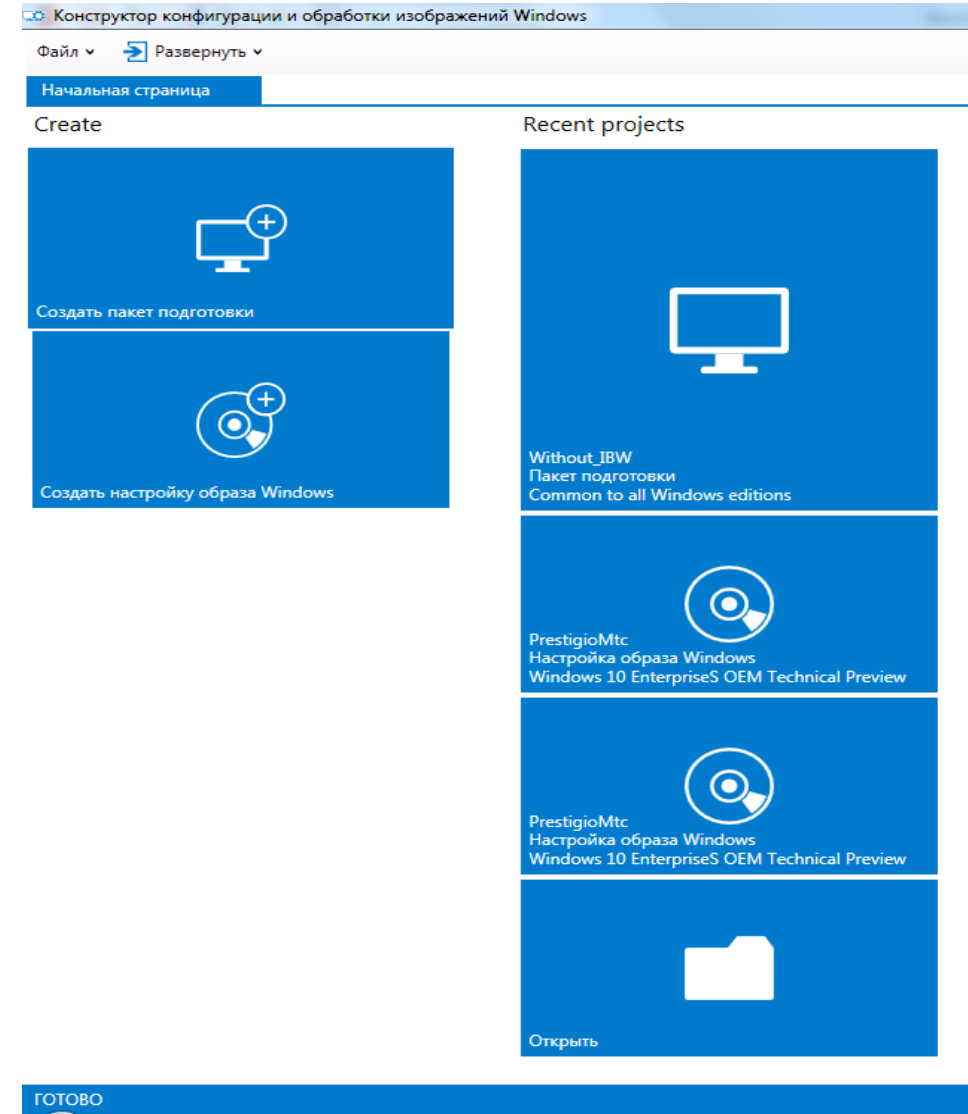 Конструктор конфигурации и обработки изображений Windows
Файл Развернуть
Начальная страница
Create
Создать пакет подготовки
Создать настройку образа Windows
Recent projects
Without_IBW
Пакет подготовки
Common to all Windows editions
PrestigioMtc
Настройка образа Windows
Windows 10 EnterpriseS OEM Technical Preview
PrestigioMtc
Настройка образа Windows
Windows 10 EnterpriseS OEM Technical Preview
Открыть
ГОТОВО